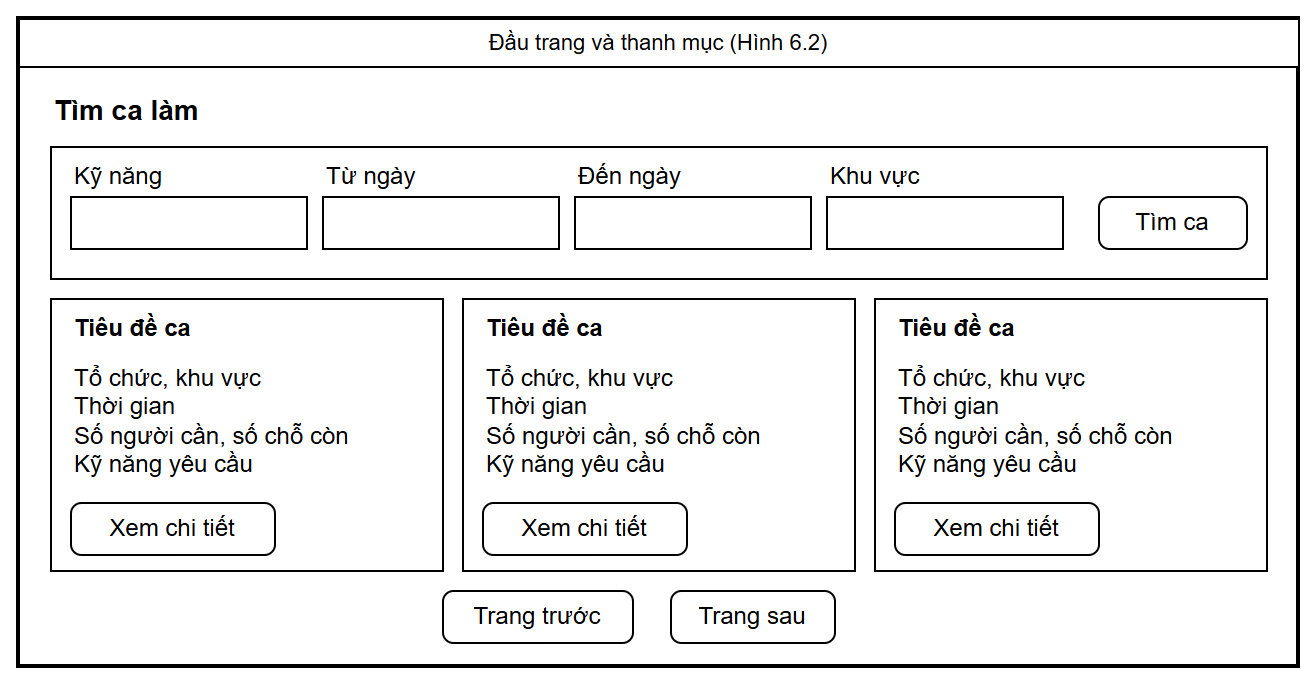 Đầu trang và thanh mục (Hình 6.2)
Tìm ca làm
Kỹ năng
Từ ngày
Đến ngày
Khu vực
Tìm ca
Tiêu đề ca
Tổ chức, khu vực
Thời gian
Số người cần, số chỗ còn
Kỹ năng yêu cầu
Xem chi tiết
Tiêu đề ca
Tổ chức, khu vực
Thời gian
Số người cần, số chỗ còn
Kỹ năng yêu cầu
Xem chi tiết
Tiêu đề ca
Tổ chức, khu vực
Thời gian
Số người cần, số chỗ còn
Kỹ năng yêu cầu
Xem chi tiết
Trang trước
Trang sau